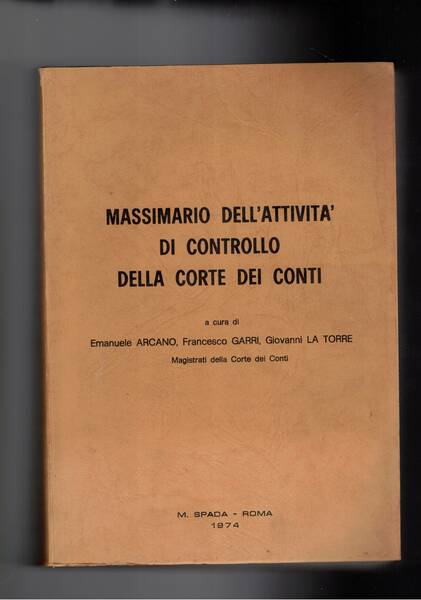 MASSIMARIO DELL'ATTIVITA'
DI CONTROLLO
DELLA CORTE DEI CONTI
a cura di
Emanuele ARCANO, Francesco GARRI, Giovanni LA TORRE
Magistrati della Corte dei Conti
M. SPADA - ROMA
1974